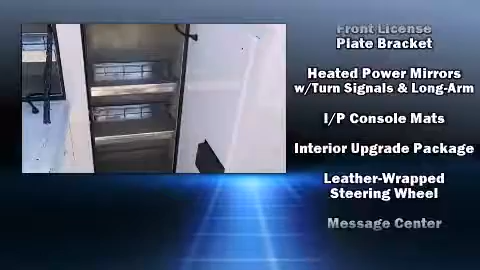 Front License
Plate Bracket
Heated Power Mirrors
w/Turn Signals & Long-Arm
I/P Console Mats
Interior Upgrade Package
Leather-Wrapped
Steering Wheel
Message Center